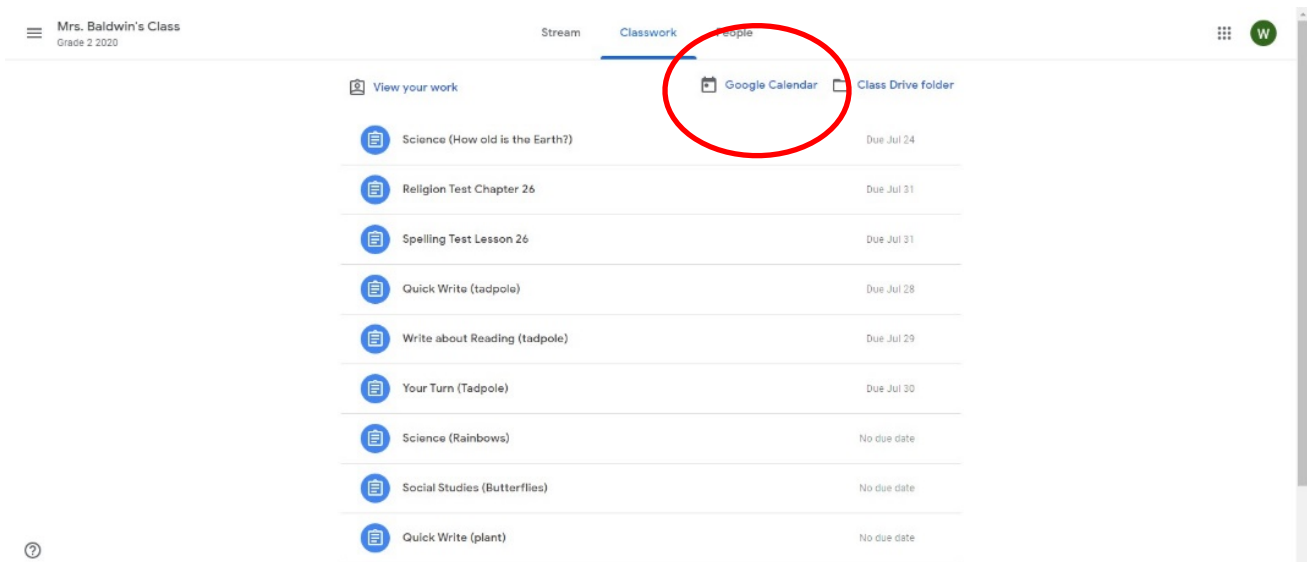 Mrs. Baldwin's Class
Grade 2 2020
Stream Classwork People
W
View your work Google Calendar Class Drive folder
Science (How old is the Earth?) Due Jul 24
Religion Test Chapter 26 Due Jul 31
Spelling Test Lesson 26 Due Jul 31
Quick Write (tadpole) Due Jul 28
Write about Reading (tadpole) Due Jul 29
Your Turn (Tadpole) Due Jul 30
Science (Rainbows) No due date
Social Studies (Butterflies) No due date
Quick Write (plant) No due date